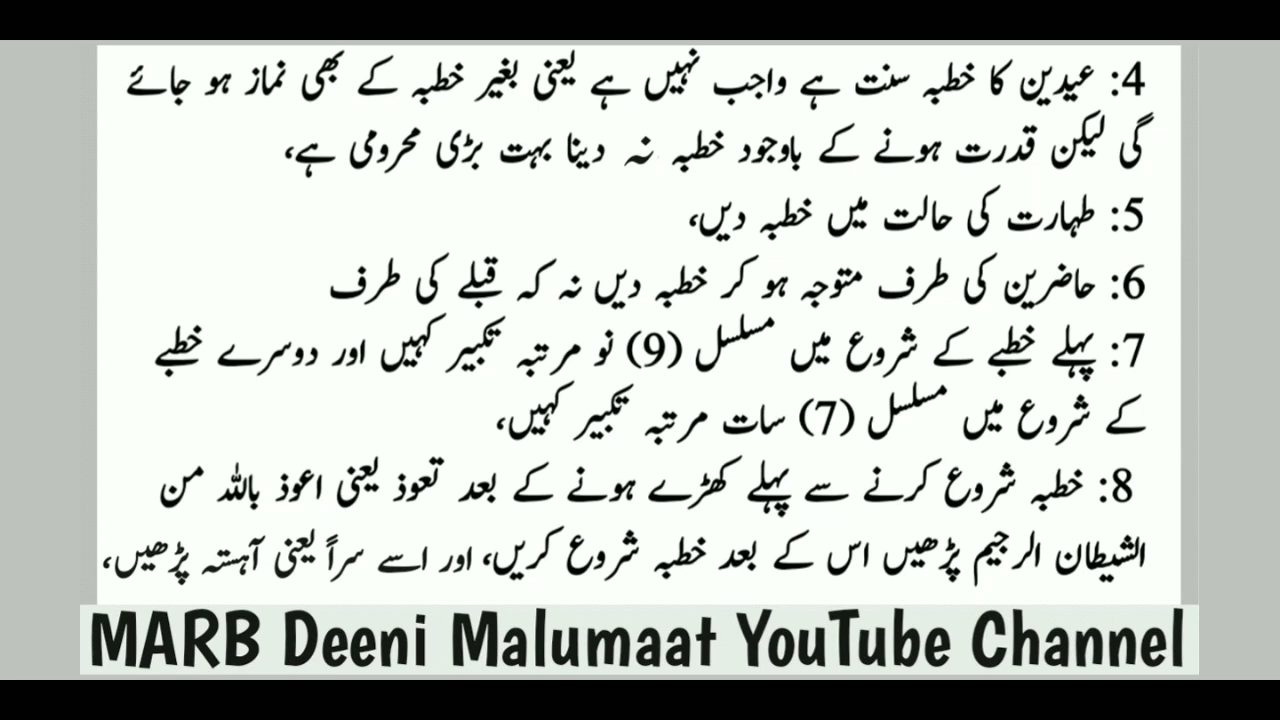 4: عیدین کا خطبہ سنت ہے واجب نہیں ہے یعنی بغیر خطبہ کے بھی نماز ہو جائے
گی لیکن قدرت ہونے کے باوجود خطبہ نہ دینا بہت بڑی محرومی ہے،
5: طہارت کی حالت میں خطبہ دیں،
6: حاضرین کی طرف متوجہ ہو کر خطبہ دیں نہ کہ قبلے کی طرف
7: پہلے خطبے کے شروع میں مسلسل (9) نو مرتبہ تکبیر کہیں اور دوسرے خطبے
کے شروع میں مسلسل (7) سات مرتبہ تکبیر کہیں،
8: خطبہ شروع کرنے سے پہلے کھڑے ہونے کے بعد تعوذ یعنی اعوذ باللہ من
الشیطان الرجیم پڑھیں اس کے بعد خطبہ شروع کریں، اور اسے سراً یعنی آہستہ پڑھیں،
MARB Deeni Malumaat YouTube Channel